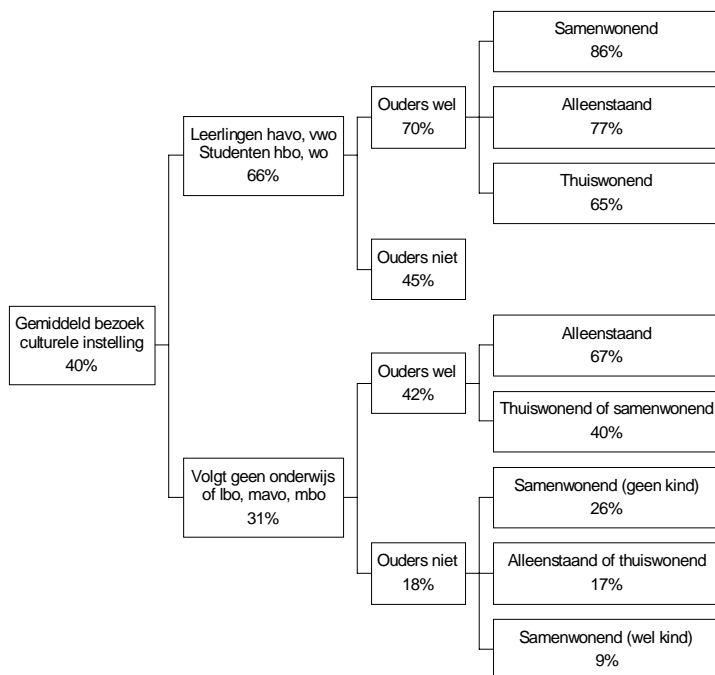 Gemiddeld bezoek
culturele instelling
40%
Leerlingen havo, vwo
Studenten hbo, wo
66%
Ouders wel
70%
Samenwonend
86%
Alleenstaand
77%
Thuiswonend
65%
Ouders niet
45%
Volgt geen onderwijs
of lbo, mavo, mbo
31%
Ouders wel
42%
Alleenstaand
67%
Thuiswonend of samenwonend
40%
Ouders niet
18%
Samenwonend (geen kind)
26%
Alleenstaand of thuiswonend
17%
Samenwonend (wel kind)
9%